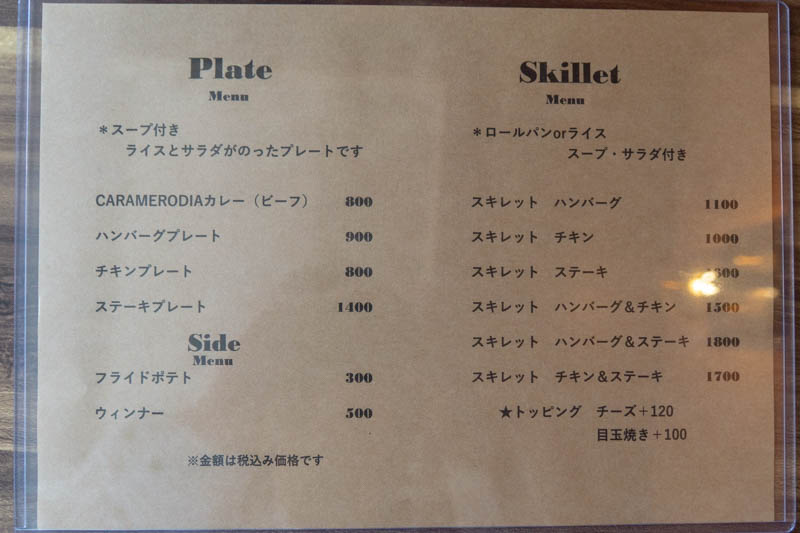 Plate
Menu
＊スープ付き
ライスとサラダがのったプレートです
CARAMERODIAカレー（ビーフ） 800
ハンバーグプレート 900
チキンプレート 800
ステーキプレート 1400
Side
Menu
フライドポテト 300
ウィンナー 500
※金額は税込み価格です
Skillet
Menu
＊ロールパンorライス
スープ・サラダ付き
スキレット ハンバーグ 1100
スキレット チキン 1000
スキレット ステーキ
スキレット ハンバーグ＆チキン 1500
スキレット ハンバーグ＆ステーキ 1800
スキレット チキン＆ステーキ 1700
★トッピング チーズ＋120
目玉焼き＋100